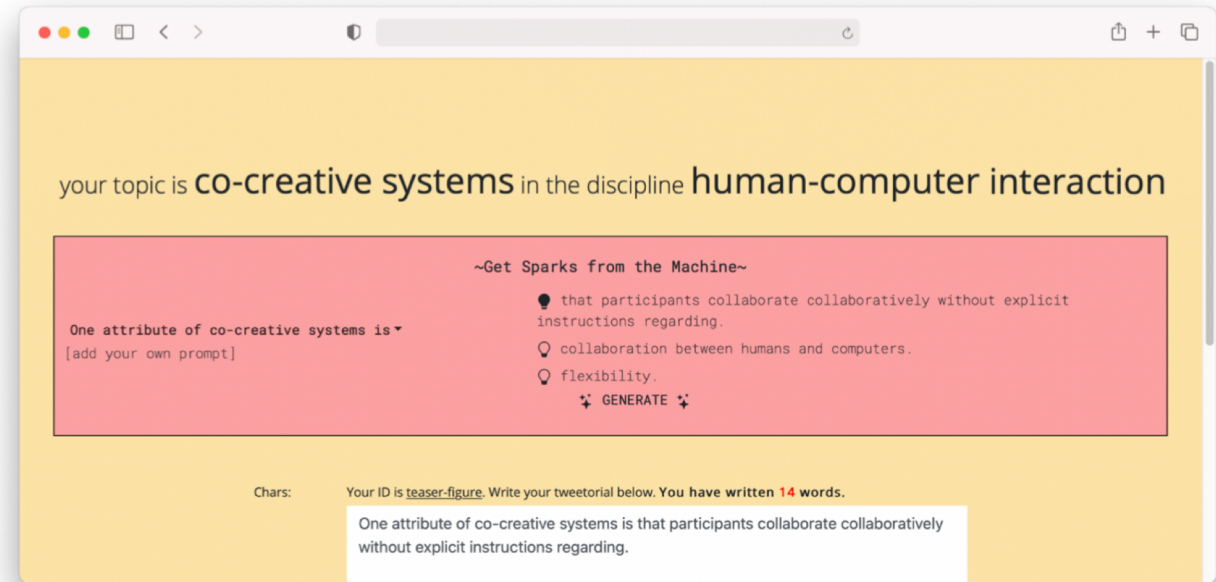 your topic is co-creative systems in the discipline human-computer interaction
~Get Sparks from the Machine~
One attribute of co-creative systems is
[add your own prompt]
that participants collaborate collaboratively without explicit
instructions regarding.
collaboration between humans and computers.
flexibility.
GENERATE
Chars:
Your ID is teaser-figure. Write your tweetorial below. You have written 14 words.
One attribute of co-creative systems is that participants collaborate collaboratively
without explicit instructions regarding.